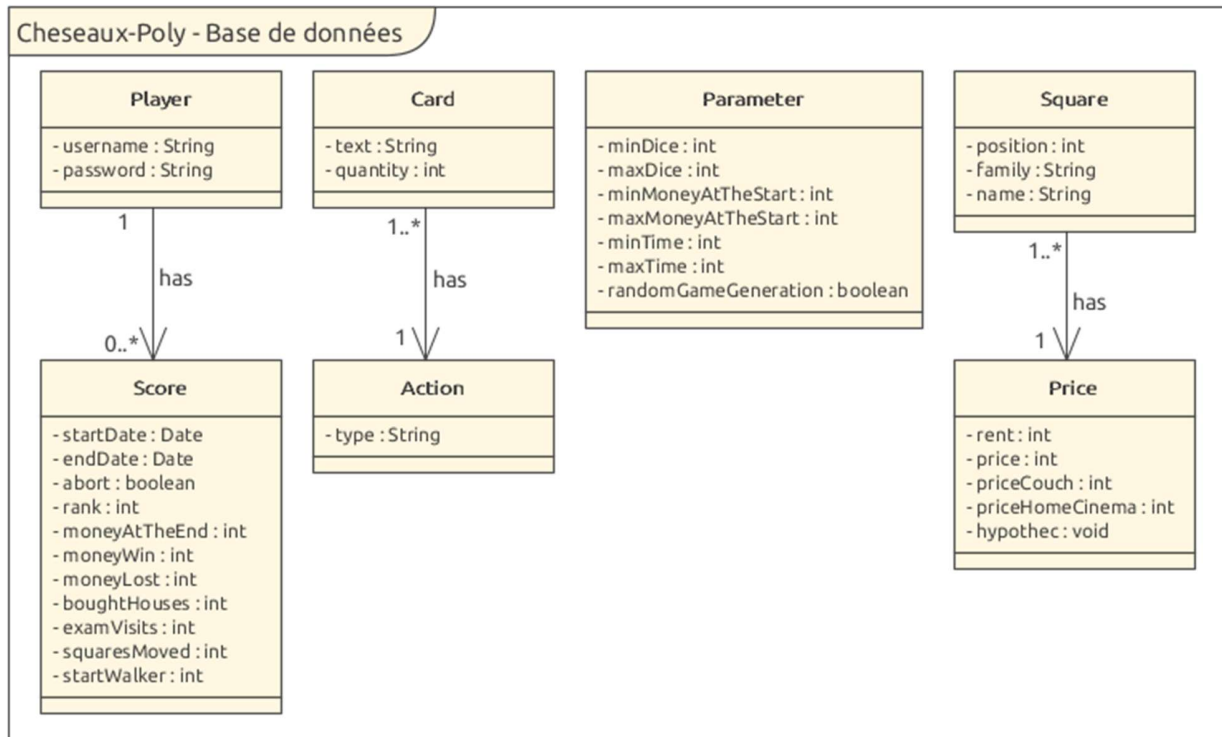 Cheseaux-Poly - Base de données
Player
- username : String
- password : String
1
has
0..*
Score
- startDate : Date
- endDate : Date
- abort : boolean
- rank : int
- moneyAtTheEnd : int
- moneyWin : int
- moneyLost : int
- boughtHouses : int
- examVisits : int
- squaresMoved : int
- startWalker : int
Card
- text : String
- quantity : int
1..*
has
1
Action
- type : String
Parameter
- minDice : int
- maxDice : int
- minMoneyAtTheStart : int
- maxMoneyAtTheStart : int
- minTime : int
- maxTime : int
- randomGameGeneration : boolean
Square
- position : int
- family : String
- name : String
1..*
has
1
Price
- rent : int
- price : int
- priceCouch : int
- priceHomeCinema : int
- hypothec : void